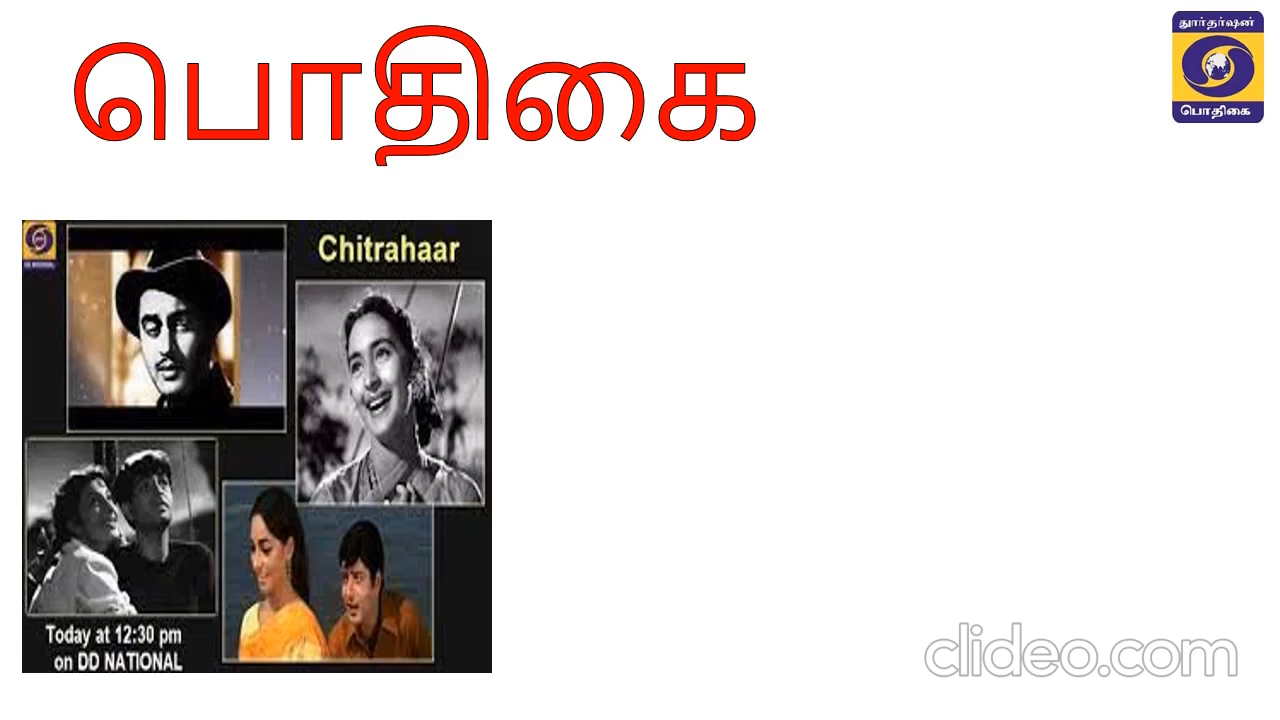 பொதிகை
தூர்தர்ஷன்
பொதிகை
Chitrahaar
Today at 12:30 pm
on DD NATIONAL
clideo.com